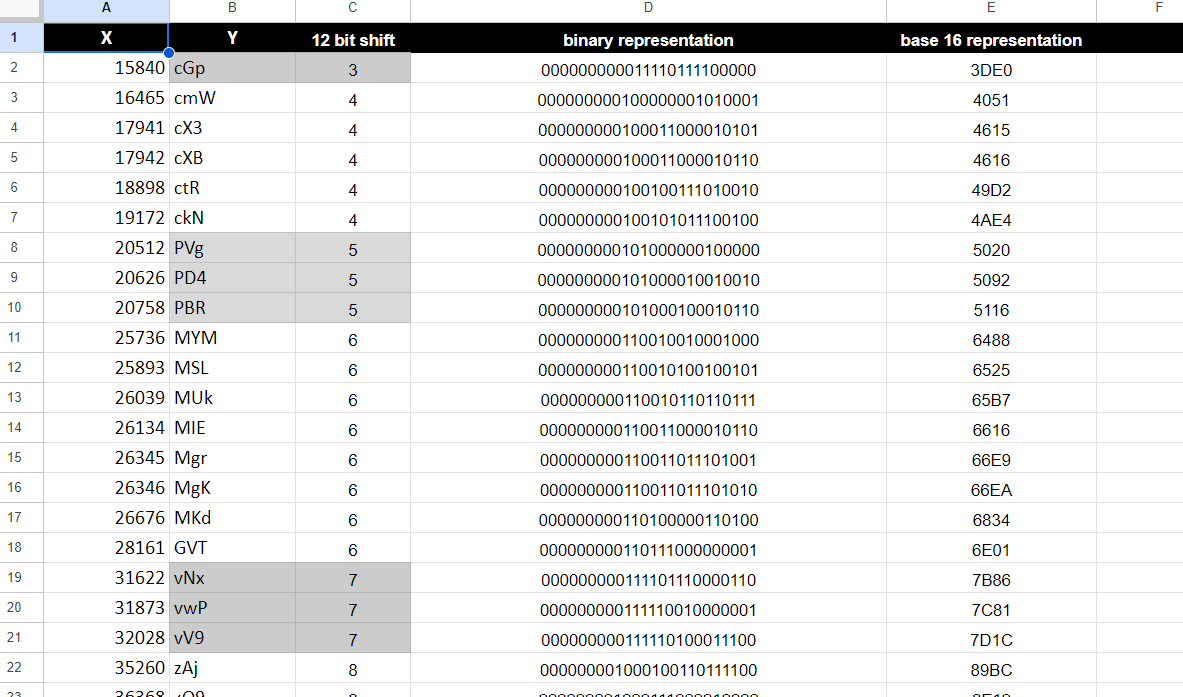 A B C D E F
1 X Y 12 bit shift binary representation base 16 representation
2 15840 cGp 3 000000000011110111100000 3DE0
3 16465 cmW 4 000000000100000001010001 4051
4 17941 cX3 4 000000000100011000010101 4615
5 17942 cXB 4 000000000100011000010110 4616
6 18898 ctR 4 000000000100100111010010 49D2
7 19172 ckN 4 000000000100101011100100 4AE4
8 20512 PVg 5 000000000101000000100000 5020
9 20626 PD4 5 000000000101000010010010 5092
10 20758 PBR 5 000000000101000100010110 5116
11 25736 MYM 6 000000000110010010001000 6488
12 25893 MSL 6 000000000110010100100101 6525
13 26039 MUk 6 000000000110010110110111 65B7
14 26134 MIE 6 000000000110011000010110 6616
15 26345 Mgr 6 000000000110011011101001 66E9
16 26346 MgK 6 000000000110011011101010 66EA
17 26676 MKd 6 000000000110100000110100 6834
18 28161 GVT 6 000000000110111000000001 6E01
19 31622 vNx 7 000000000111101110000110 7B86
20 31873 vwP 7 000000000111110010000001 7C81
21 32028 vV9 7 000000000111110100011100 7D1C
22 35260 zAj 8 000000001000100110111100 89BC